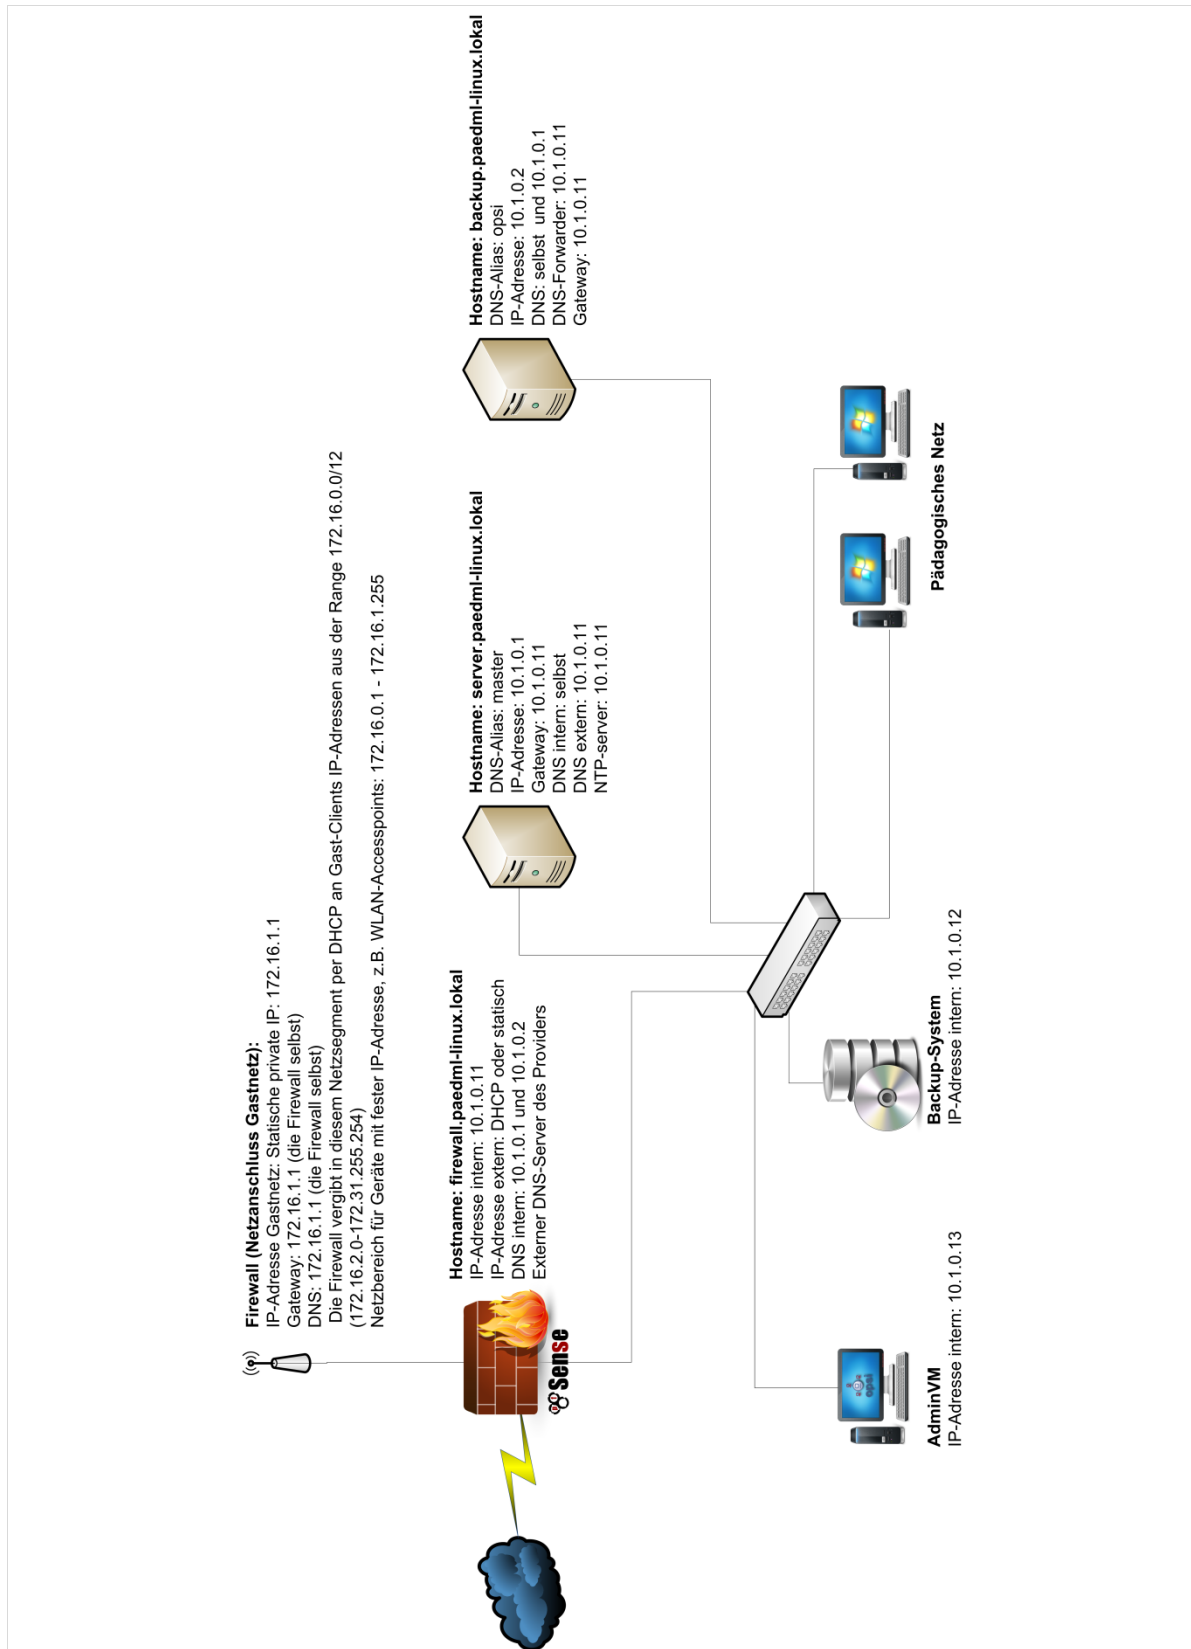 Firewall (Netzanschluss Gastnetz):
IP-Adresse Gastnetz: Statische private IP: 172.16.1.1
Gateway: 172.16.1.1 (die Firewall selbst)
DNS: 172.16.1.1 (die Firewall selbst)
Die Firewall vergibt in diesem Netzsegment per DHCP an Gast-Clients IP-Adressen aus der Range 172.16.0.0/12
(172.16.2.0-172.31.255.254)
Netzbereich für Geräte mit fester IP-Adresse, z.B. WLAN-Accesspoints: 172.16.0.1 - 172.16.1.255
Hostname: firewall.paedml-linux.lokal
IP-Adresse intern: 10.1.0.11
IP-Adresse extern: DHCP oder statisch
DNS intern: 10.1.0.1 und 10.1.0.2
Externer DNS-Server des Providers
Sense
Hostname: server.paedml-linux.lokal
DNS-Alias: master
IP-Adresse: 10.1.0.1
Gateway: 10.1.0.11
DNS intern: selbst
DNS extern: 10.1.0.11
NTP-server: 10.1.0.11
Hostname: backup.paedml-linux.lokal
DNS-Alias: opsi
IP-Adresse: 10.1.0.2
DNS: selbst und 10.1.0.1
DNS-Forwarder: 10.1.0.11
Gateway: 10.1.0.11
opsi
AdminVM
IP-Adresse intern: 10.1.0.13
Backup-System
IP-Adresse intern: 10.1.0.12
Pädagogisches Netz